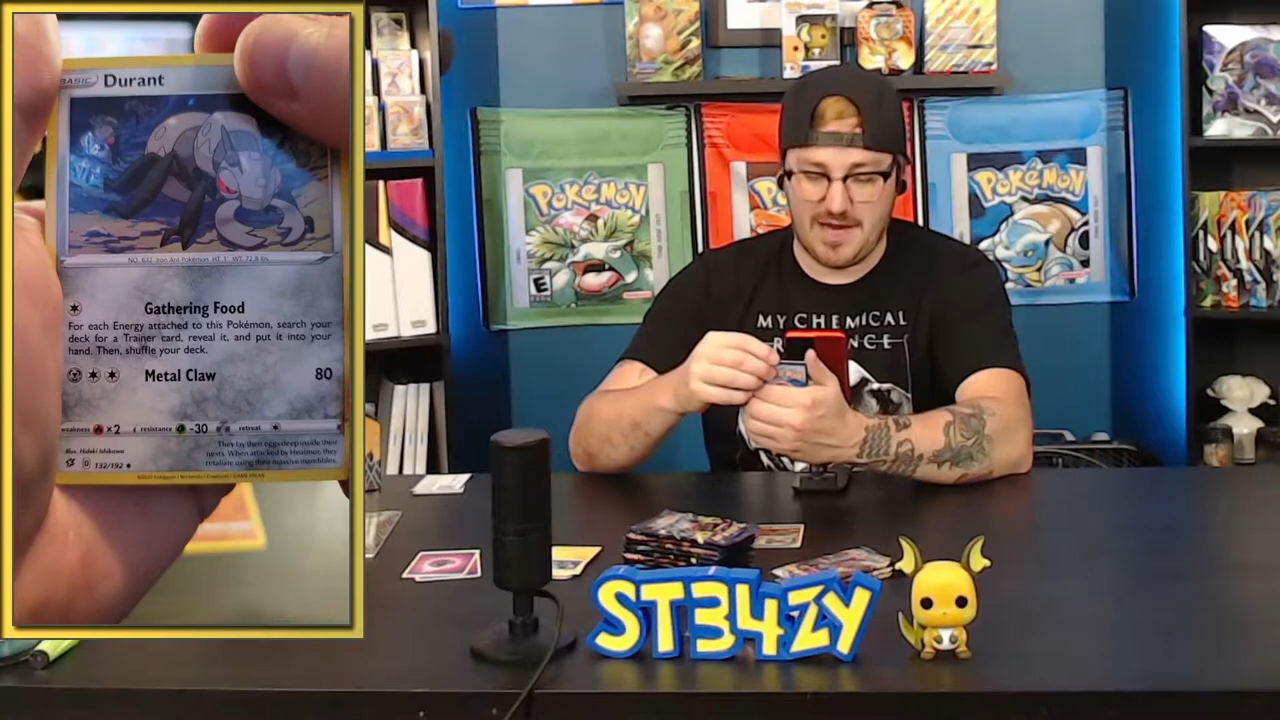 BASIC Durant
NO. 632 Iron Ant Pokémon HT. 1' WT. 72.8 lbs.
Gathering Food
For each Energy attached to this Pokémon, search your
deck for a Trainer card, reveal it, and put it into your
hand. Then, shuffle your deck.
Metal Claw 80
weakness ×2 resistance -30 retreat
They lay their eggs deep inside their
nests. When attacked by Heatmor, they
retaliate using their massive mandibles.
Illus. Hideki Ishikawa
D 132/192
POKéMON
E
POKéMON
MY CHEMICAL
ST34ZY